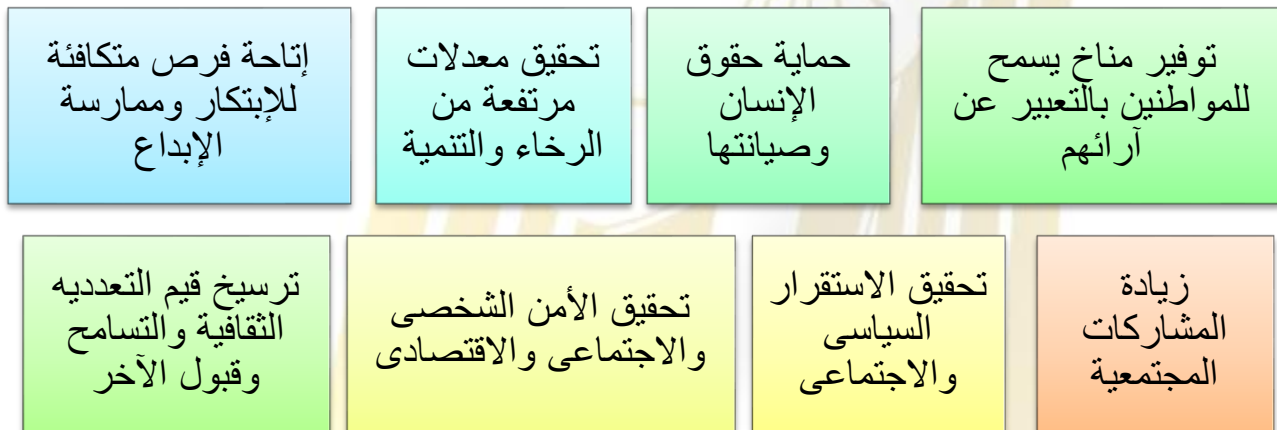 توفير مناخ يسمح
للمواطنين بالتعبير عن
آرائهم
حماية حقوق
الإنسان
وصيانتها
تحقيق معدلات
مرتفعة من
الرخاء والتنمية
إتاحة فرص متكافئة
للإبتكار وممارسة
الإبداع
زيادة
المشاركات
المجتمعية
تحقيق الاستقرار
السياسى
والاجتماعى
تحقيق الأمن الشخصى
والاجتماعى والاقتصادى
ترسيخ قيم التعدديه
الثقافية والتسامح
وقبول الآخر